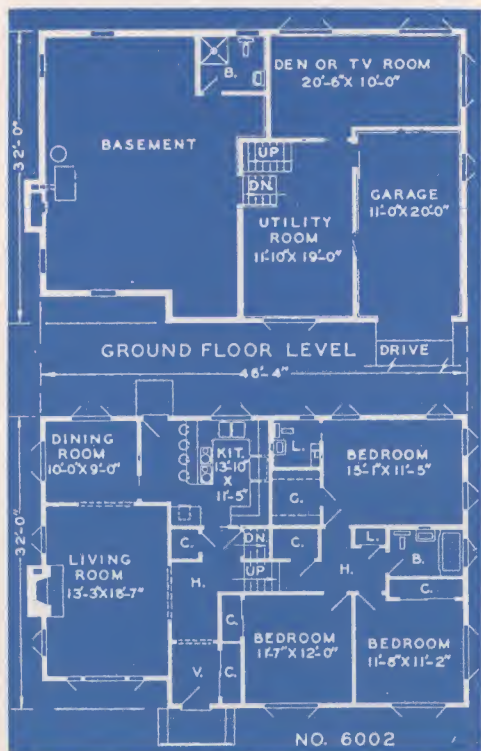 B.
DEN OR TV ROOM
20'-6" X 10'-0"
BASEMENT
32'-0"
UP
DN.
GARAGE
11'-0" X 20'-0"
UTILITY
ROOM
11'-10" X 19'-0"
GROUND FLOOR LEVEL
DRIVE
46'-4"
DINING
ROOM
10'-0" X 9'-0"
KIT.
13'-10"
X
11'-5"
L.
BEDROOM
15'-1" X 11'-5"
C.
32'-0"
LIVING
ROOM
13'-3" X 18'-7"
C.
DN.
UP
C.
L.
H.
H.
B.
C.
C.
BEDROOM
11'-7" X 12'-0"
BEDROOM
11'-8" X 11'-2"
V.
C.
NO. 6002